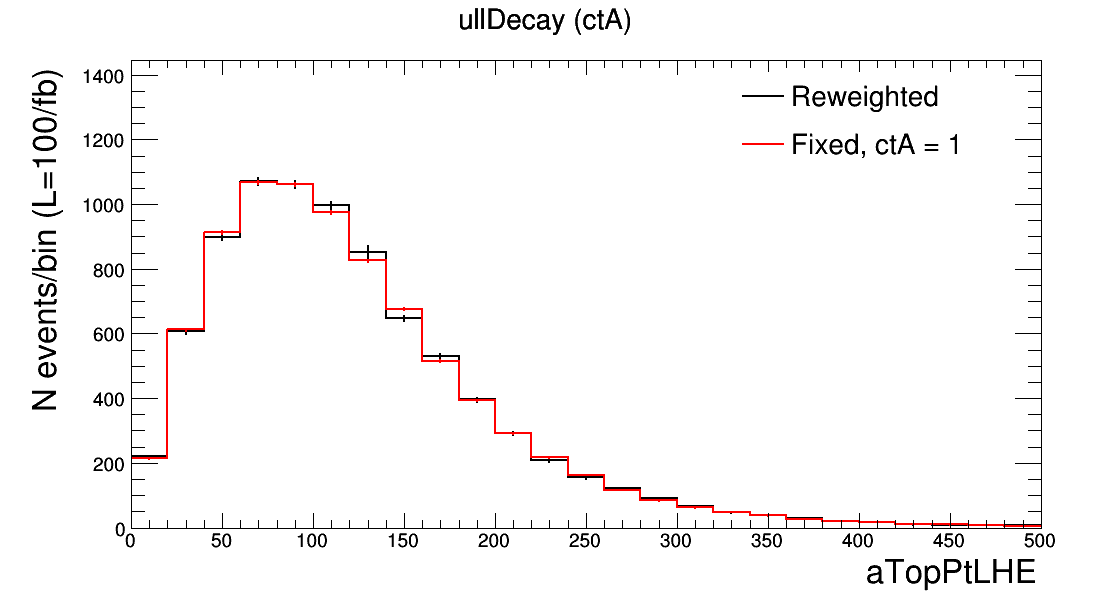 ullDecay (ctA)
N events/bin (L=100/fb)
1400
1200
1000
800
600
400
200
0
Reweighted
Fixed, ctA = 1
0 50 100 150 200 250 300 350 400 450 500
aTopPtLHE